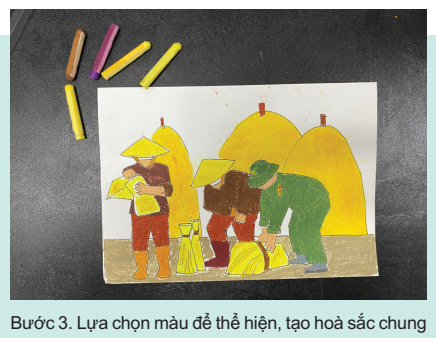 Bước 3. Lựa chọn màu để thể hiện, tạo hoà sắc chung